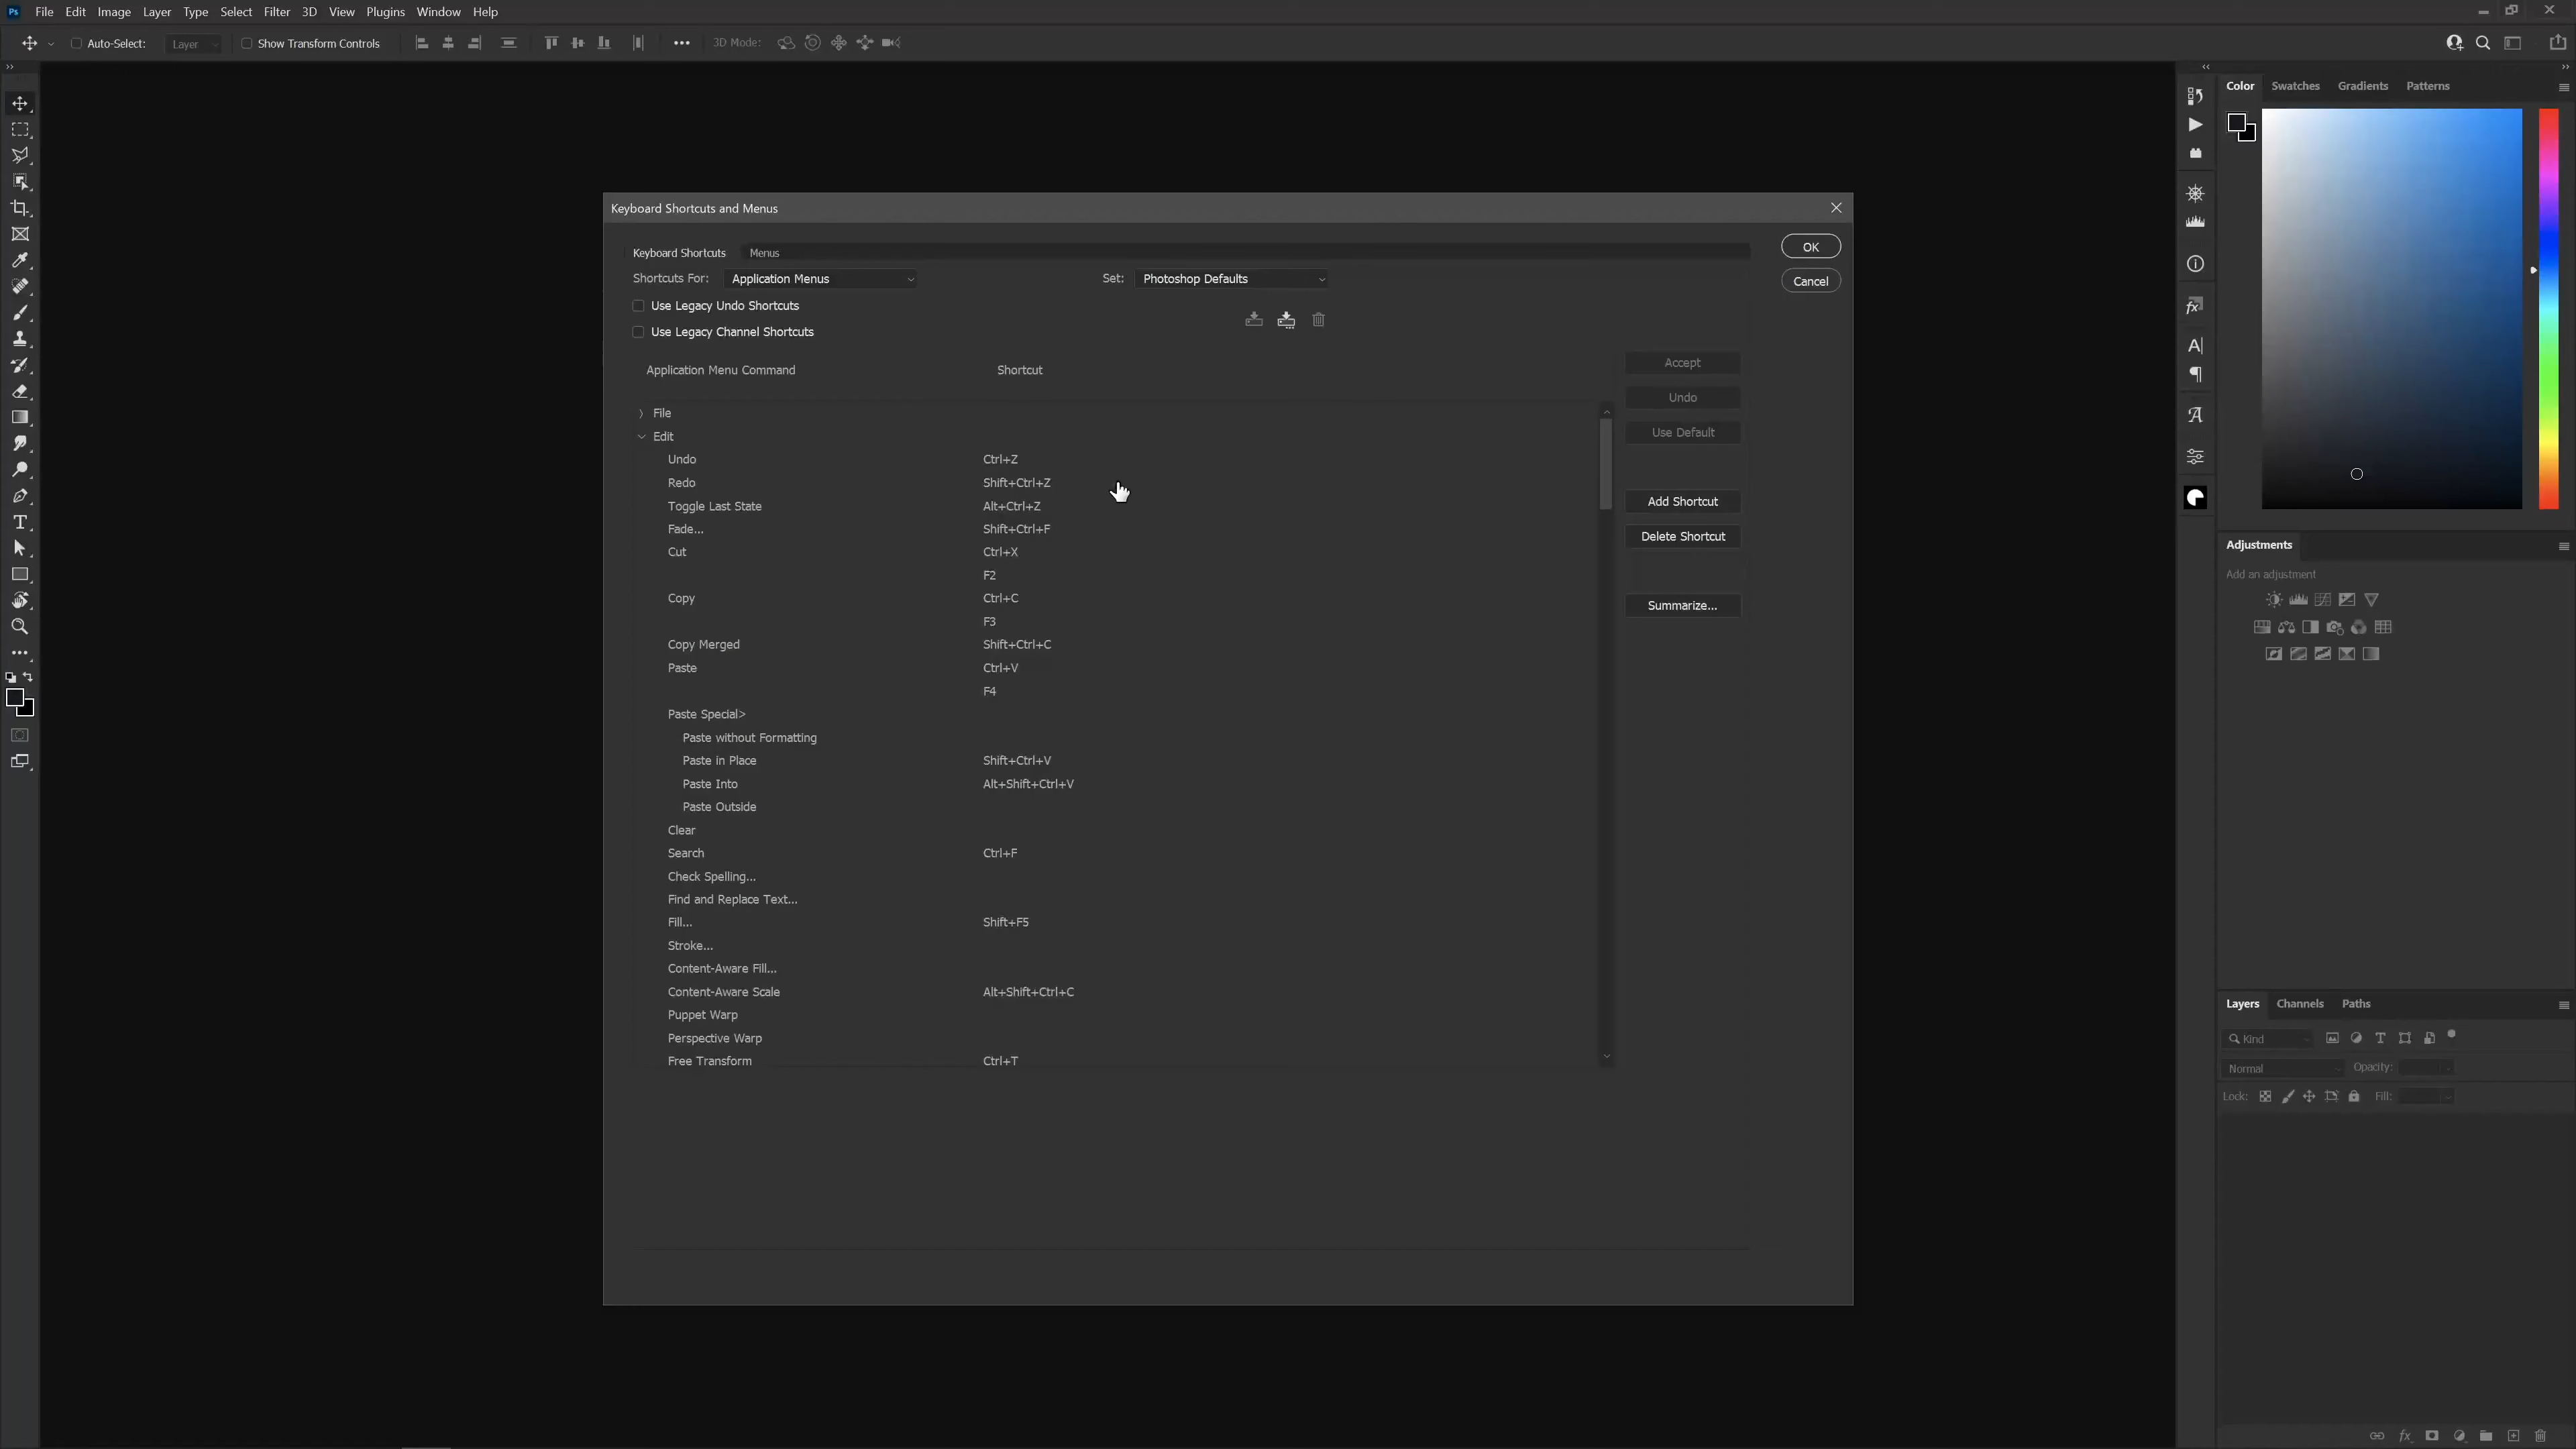 Ps File Edit Image Layer Type Select Filter 3D View Plugins Window Help
Auto-Select: Layer Show Transform Controls 3D Mode:
Color Swatches Gradients Patterns
Keyboard Shortcuts and Menus
Keyboard Shortcuts Menus
OK
Shortcuts For: Application Menus Set: Photoshop Defaults
Cancel
Use Legacy Undo Shortcuts
Use Legacy Channel Shortcuts
Application Menu Command Shortcut
Accept
Undo
Use Default
Add Shortcut
Delete Shortcut
Summarize...
File
Edit
Undo Ctrl+Z
Redo Shift+Ctrl+Z
Toggle Last State Alt+Ctrl+Z
Fade... Shift+Ctrl+F
Cut Ctrl+X
F2
Copy Ctrl+C
F3
Copy Merged Shift+Ctrl+C
Paste Ctrl+V
F4
Paste Special>
Paste without Formatting
Paste in Place Shift+Ctrl+V
Paste Into Alt+Shift+Ctrl+V
Paste Outside
Clear
Search Ctrl+F
Check Spelling...
Find and Replace Text...
Fill... Shift+F5
Stroke...
Content-Aware Fill...
Content-Aware Scale Alt+Shift+Ctrl+C
Puppet Warp
Perspective Warp
Free Transform Ctrl+T
Adjustments
Add an adjustment
Layers Channels Paths
Kind
Normal Opacity:
Lock: Fill: